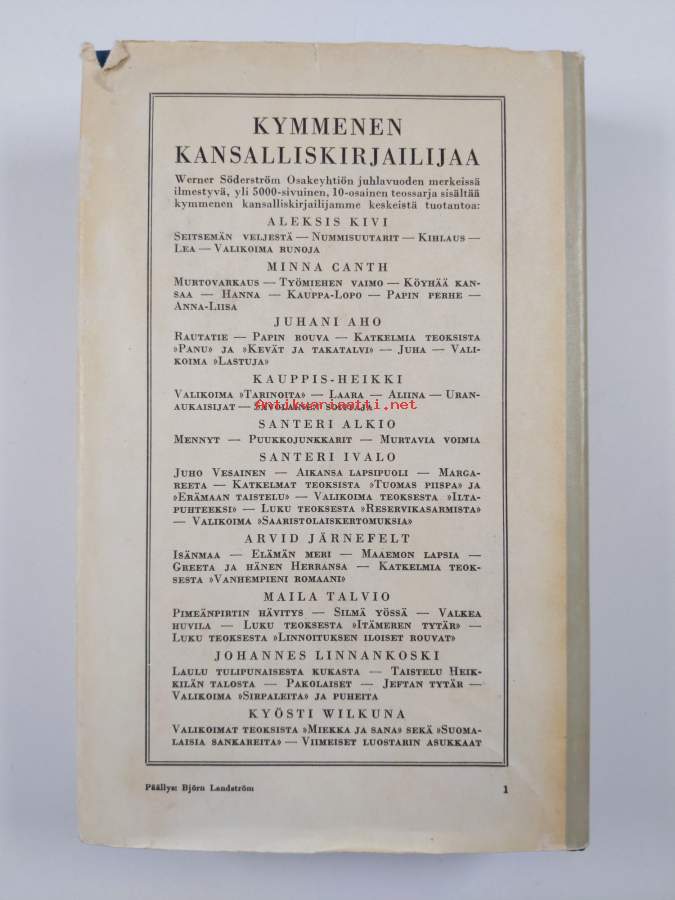 KYMMENEN
KANSALLISKIRJAILIJAA
Werner Söderström Osakeyhtiön juhlavuoden merkeissä
ilmestyvä, yli 5000-sivuinen, 10-osainen teossarja sisältää
kymmenen kansalliskirjailijamme keskeistä tuotantoa:
ALEKSIS KIVI
SEITSEMÄN VELJESTÄ — NUMMISUUTARIT — KIHLAUS —
LEA — VALIKOIMA RUNOJA
MINNA CANTH
MURTOVARKAUS — TYÖMIEHEN VAIMO — KÖYHÄÄ KAN-
SAA — HANNA — KAUPPA-LOPO — PAPIN PERHE —
ANNA-LIISA
JUHANI AHO
RAUTATIE — PAPIN ROUVA — KATKELMIA TEOKSISTA
»PANU» JA »KEVÄT JA TAKATALVI» — JUHA — VALI-
KOIMA »LASTUJA»
KAUPPIS-HEIKKI
VALIKOIMA »TARINOITA» — LAARA — ALIINA — URAN-
AUKAISIJAT — SAVOLAINEN SOITTAJA
Antikvariaatti.net
SANTERI ALKIO
MENNYT — PUUKKOJUNKKARIT — MURTAVIA VOIMIA
SANTERI IVALO
JUHO VESAINEN — AIKANSA LAPSIPUOLI — MARGA-
REETA — KATKELMAT TEOKSISTA »TUOMAS PIISPA» JA
»ERÄMAAN TAISTELU» — VALIKOIMA TEOKSESTA »ILTA-
PUHTEEKSI» — LUKU TEOKSESTA »RESERVIKASARMISTA»
— VALIKOIMA »SAARISTOLAISKERTOMUKSIA»
ARVID JÄRNEFELT
ISÄNMAA — ELÄMÄN MERI — MAAEMON LAPSIA —
GREETA JA HÄNEN HERRANSA — KATKELMIA TEOK-
SESTA »VANHEMPIENI ROMAANI»
MAILA TALVIO
PIMEÄNPIRTIN HÄVITYS — SILMÄ YÖSSÄ — VALKEA
HUVILA — LUKU TEOKSESTA »ITÄMEREN TYTÄR» —
LUKU TEOKSESTA »LINNOITUKSEN ILOISET ROUVAT»
JOHANNES LINNANKOSKI
LAULU TULIPUNAISESTA KUKASTA — TAISTELU HEIK-
KILÄN TALOSTA — PAKOLAISET — JEFTAN TYTÄR —
VALIKOIMA »SIRPALEITA» JA PUHEITA
KYÖSTI WILKUNA
VALIKOIMAT TEOKSISTA »MIEKKA JA SANA» SEKÄ »SUOMA-
LAISIA SANKAREITA» — VIIMEISET LUOSTARIN ASUKKAAT
Päällys: Björn Landström 1